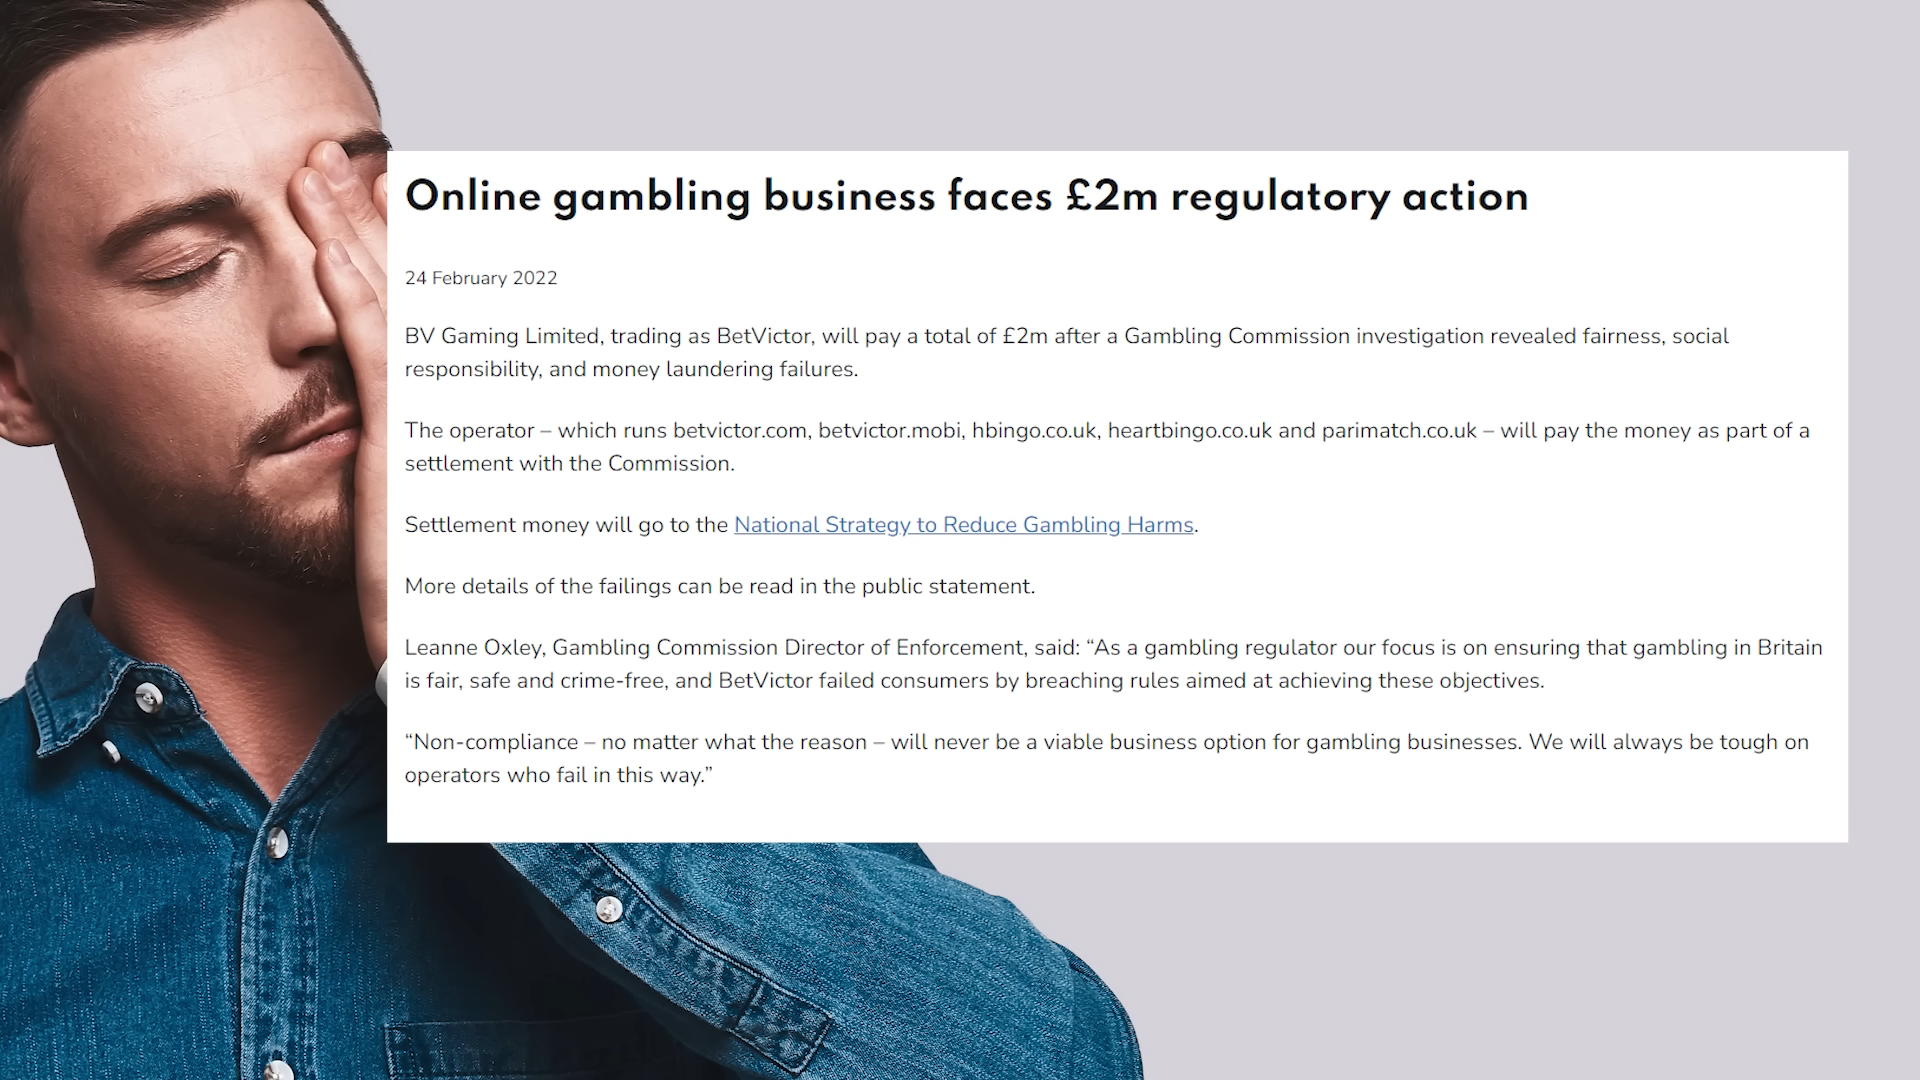 Online gambling business faces £2m regulatory action
24 February 2022
BV Gaming Limited, trading as BetVictor, will pay a total of £2m after a Gambling Commission investigation revealed fairness, social
responsibility, and money laundering failures.
The operator – which runs betvictor.com, betvictor.mobi, hbingo.co.uk, heartbingo.co.uk and parimatch.co.uk – will pay the money as part of a
settlement with the Commission.
Settlement money will go to the National Strategy to Reduce Gambling Harms.
More details of the failings can be read in the public statement.
Leanne Oxley, Gambling Commission Director of Enforcement, said: “As a gambling regulator our focus is on ensuring that gambling in Britain
is fair, safe and crime-free, and BetVictor failed consumers by breaching rules aimed at achieving these objectives.
“Non-compliance – no matter what the reason – will never be a viable business option for gambling businesses. We will always be tough on
operators who fail in this way.”